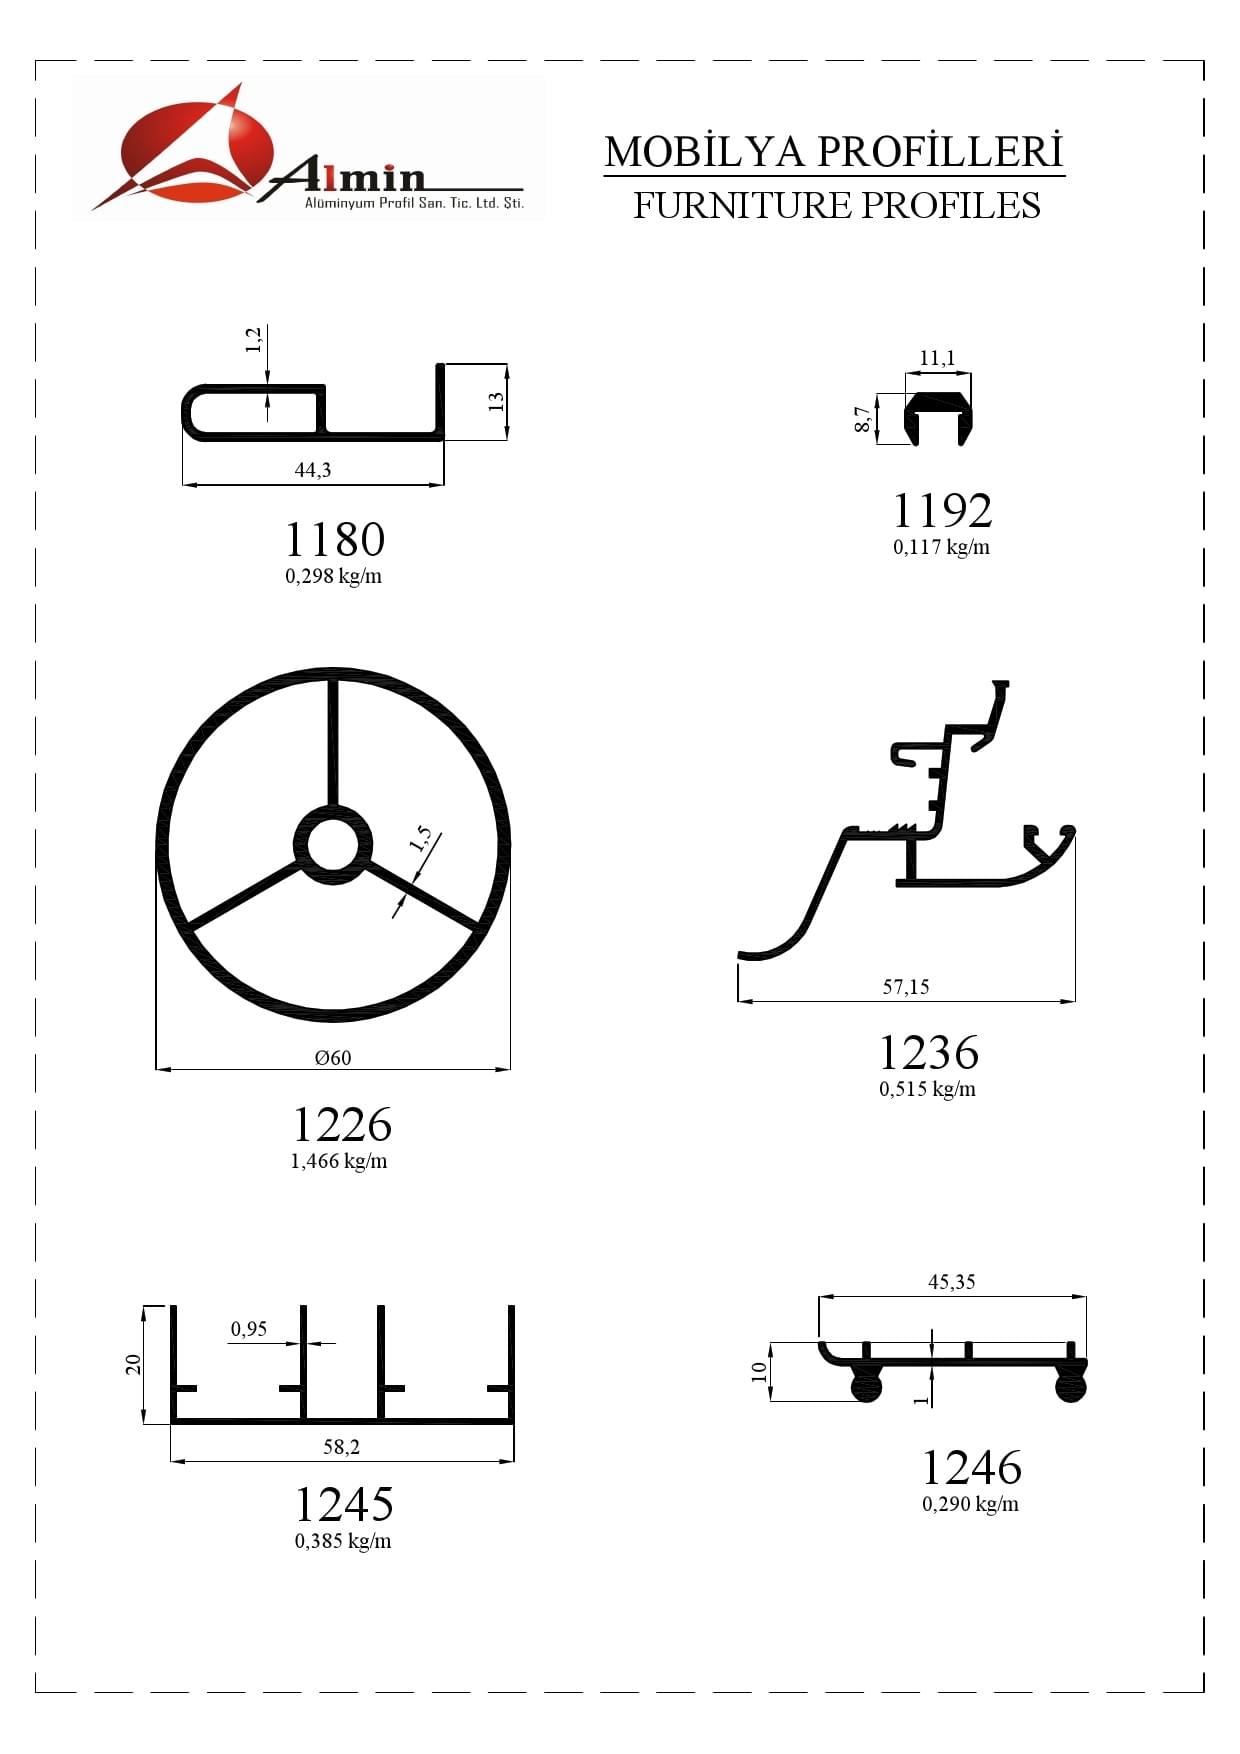 Almin
Alüminyum Profil San. Tic. Ltd. Şti.
MOBİLYA PROFİLLERİ
FURNITURE PROFILES
1,2
13
44,3
1180
0,298 kg/m
11,1
8,7
1192
0,117 kg/m
1,5
Ø60
1226
1,466 kg/m
57,15
1236
0,515 kg/m
0,95
20
58,2
1245
0,385 kg/m
45,35
10
1
1246
0,290 kg/m